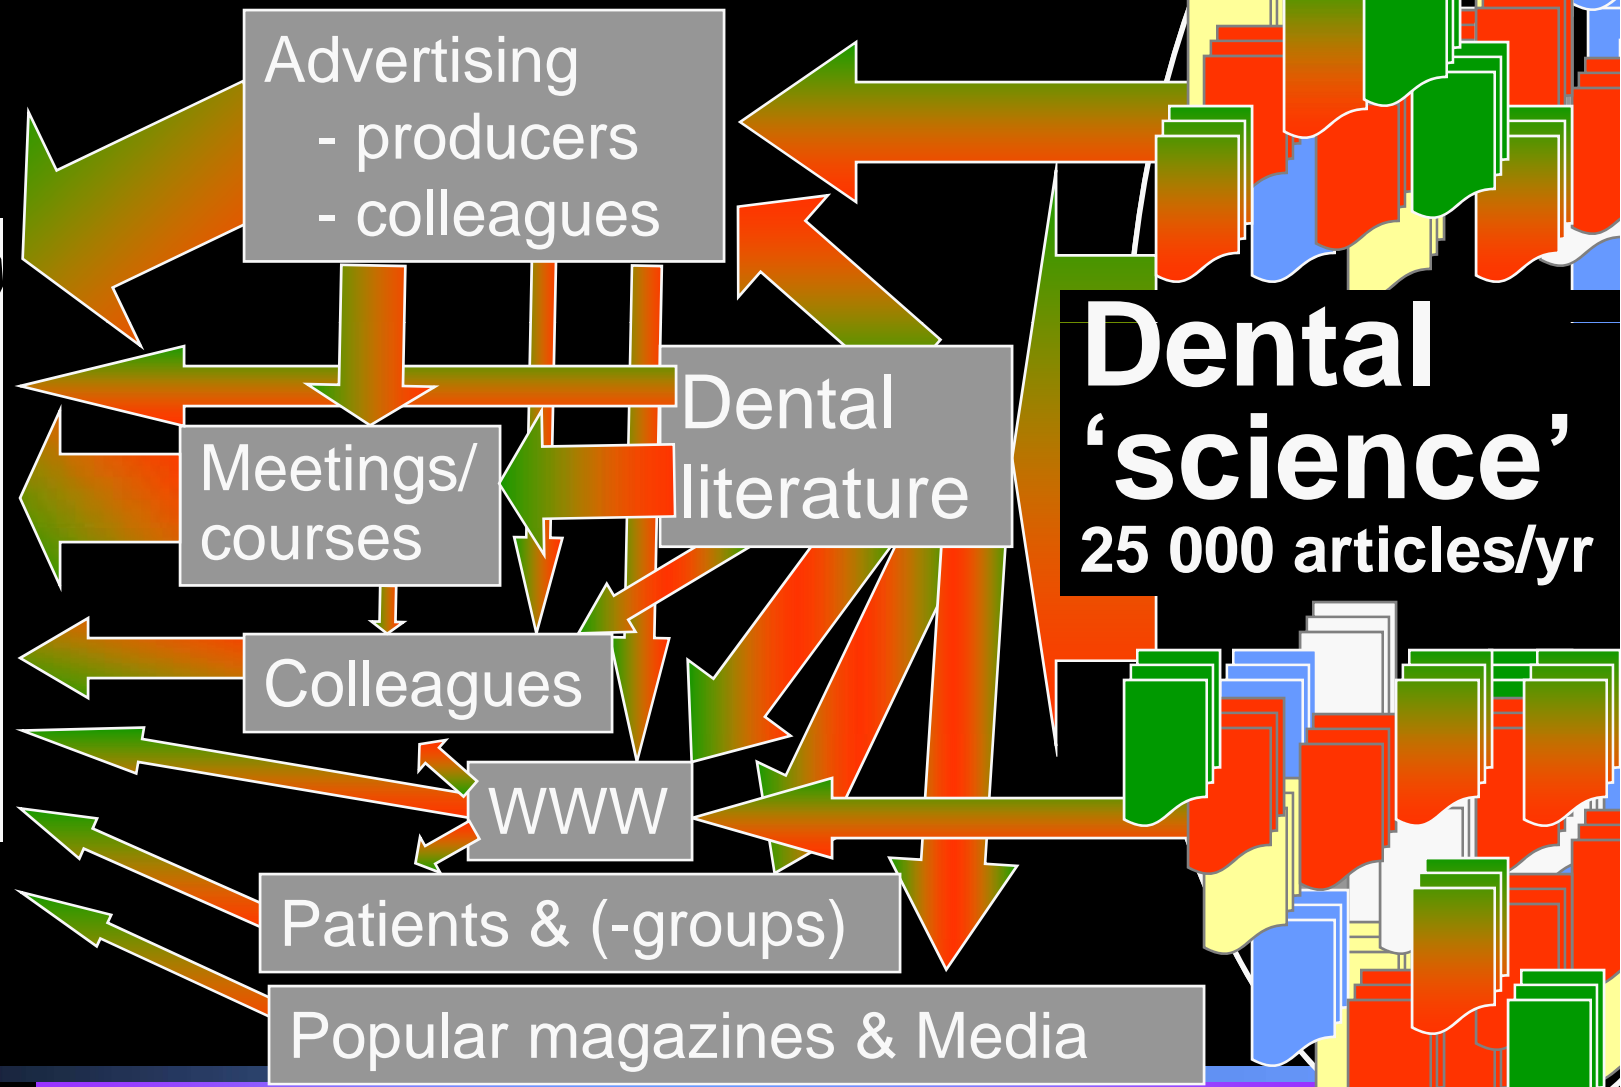 Advertising
- producers
- colleagues
Dental
literature
Meetings/
courses
Colleagues
WWW
Patients & (-groups)
Popular magazines & Media
Dental
‘science’
25 000 articles/yr